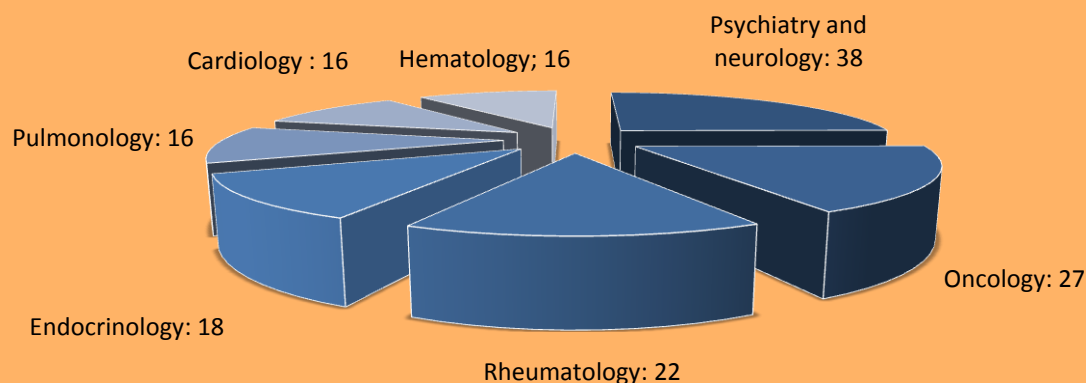 Psychiatry and
neurology: 38
Cardiology : 16
Hematology; 16
Pulmonology: 16
Oncology: 27
Endocrinology: 18
Rheumatology: 22